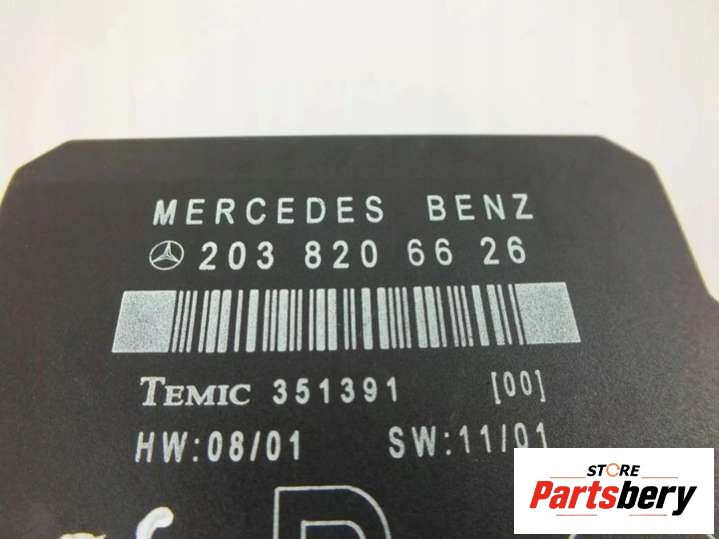 MERCEDES BENZ
203 820 66 26
TEMIC 351391 [00]
HW:08/01 SW:11/01
STORE
Partsbery